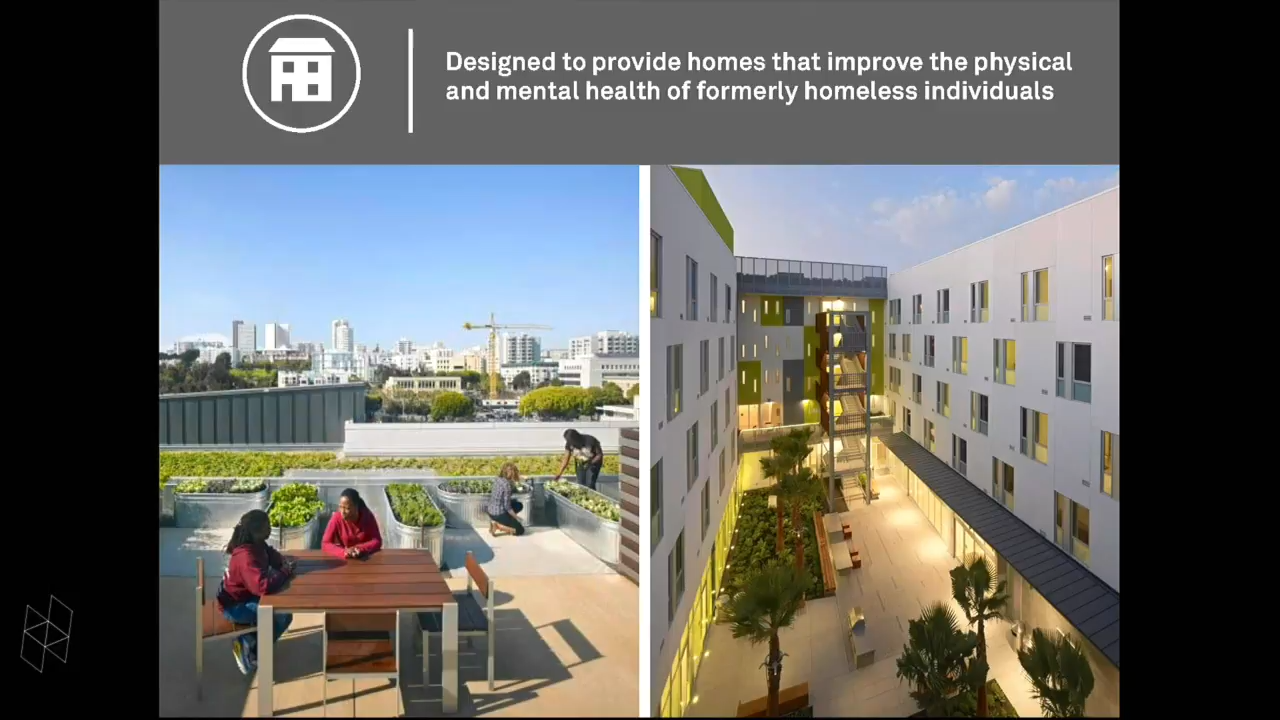 Designed to provide homes that improve the physical
and mental health of formerly homeless individuals